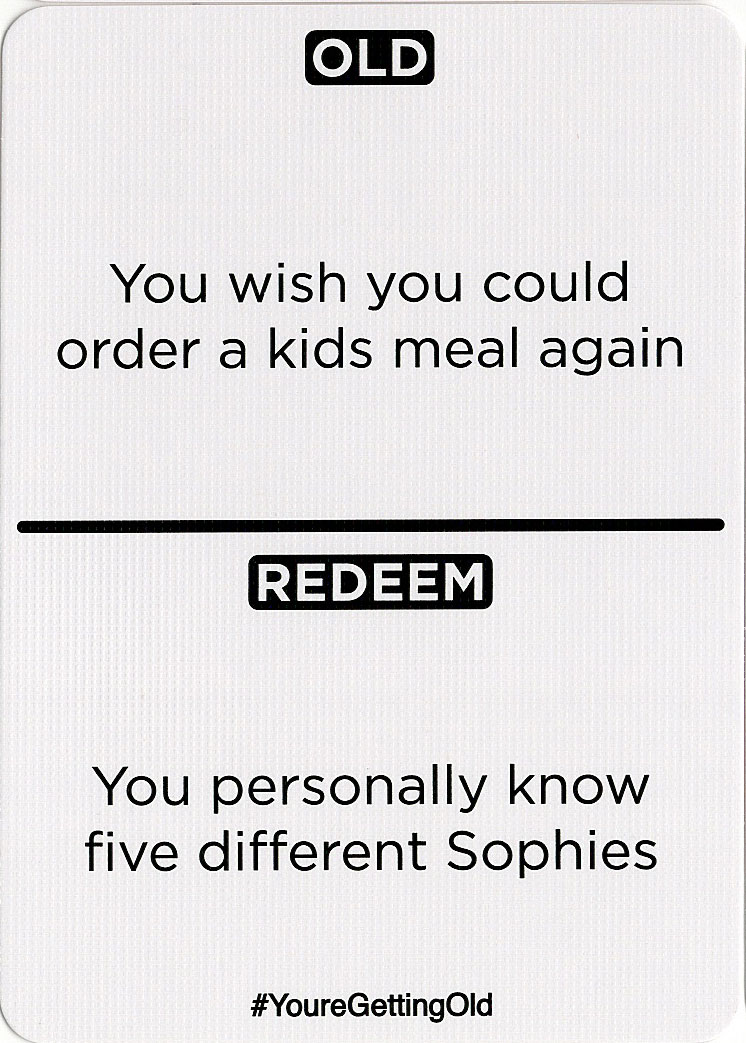 OLD
You wish you could
order a kids meal again
REDEEM
You personally know
five different Sophies
#YoureGettingOld